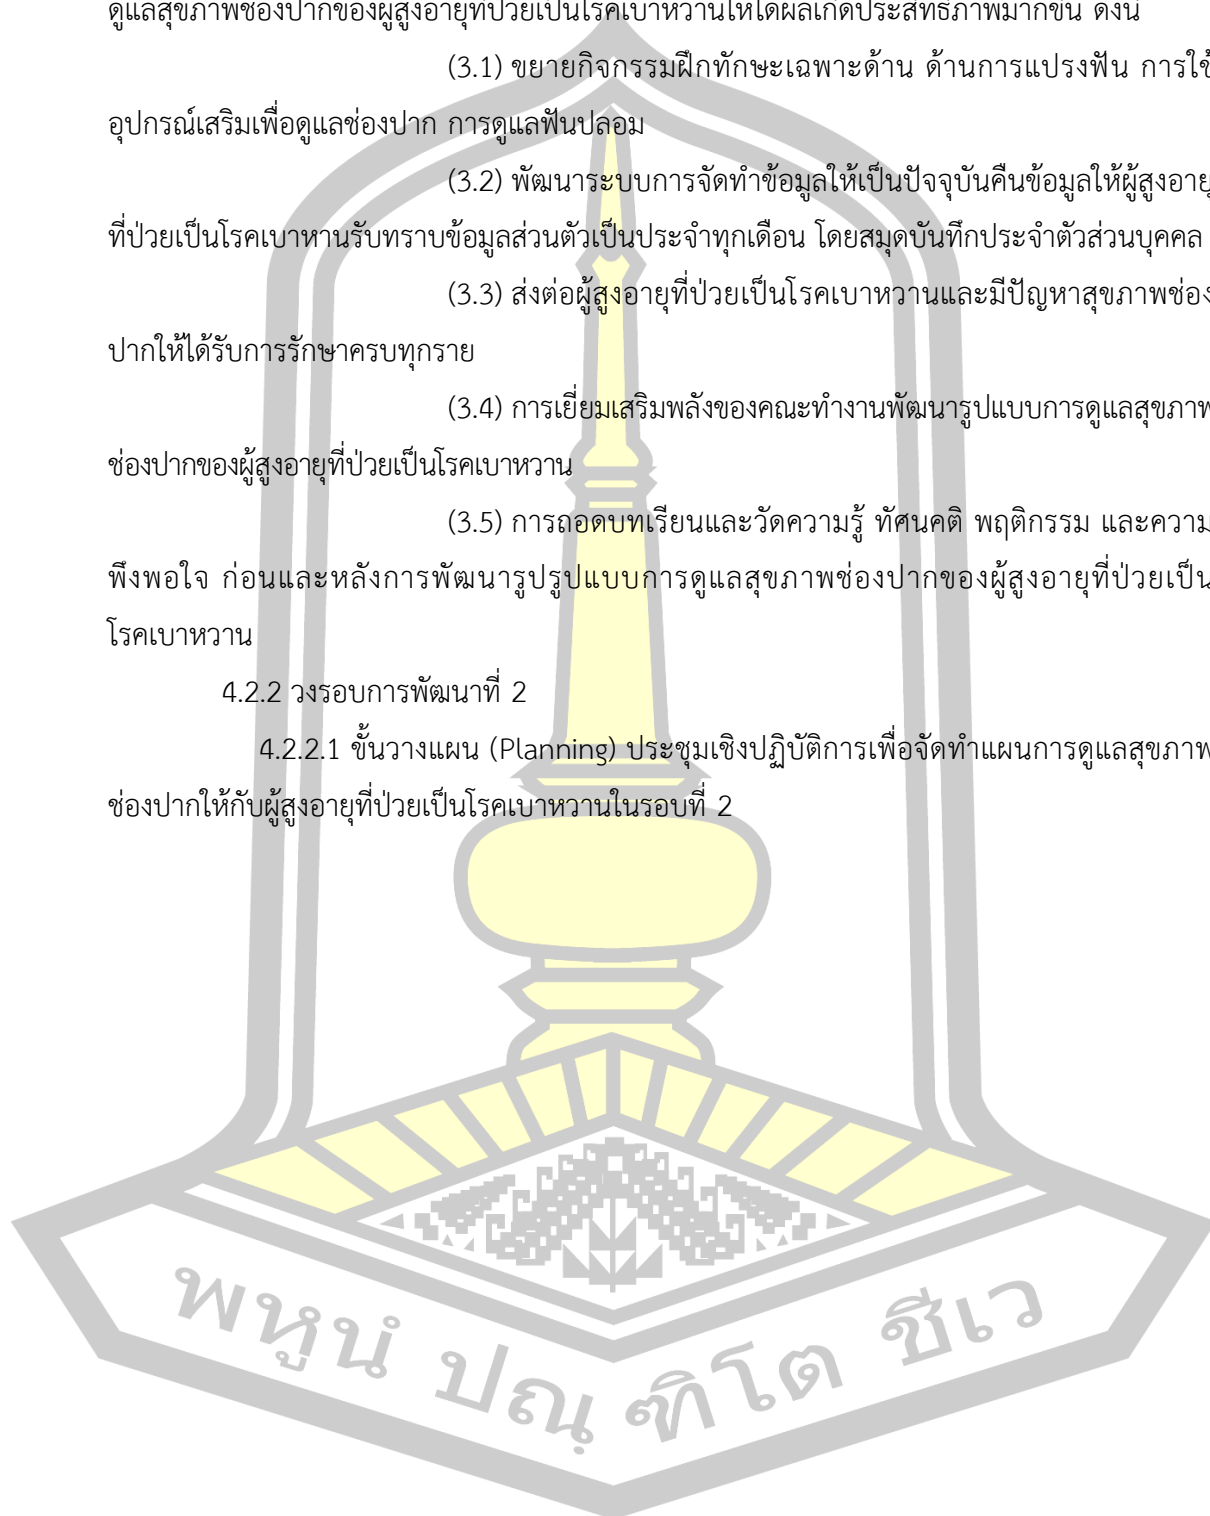 ดูแลสุขภาพช่องปากของผู้สูงอายุที่ป่วยเป็นโรคเบาหวานให้ได้ผลเกิดประสิทธิภาพมากขึ้น ดังนี้
(3.1) ขยายกิจกรรมฝึกทักษะเฉพาะด้าน ด้านการแปรงฟัน การใช้
อุปกรณ์เสริมเพื่อดูแลช่องปาก การดูแลฟันปลอม
(3.2) พัฒนาระบบการจัดทำข้อมูลให้เป็นปัจจุบันคืนข้อมูลให้ผู้สูงอายุ
ที่ป่วยเป็นโรคเบาหานรับทราบข้อมูลส่วนตัวเป็นประจำทุกเดือน โดยสมุดบันทึกประจำตัวส่วนบุคคล
(3.3) ส่งต่อผู้สูงอายุที่ป่วยเป็นโรคเบาหวานและมีปัญหาสุขภาพช่อง
ปากให้ได้รับการรักษาครบทุกราย
(3.4) การเยี่ยมเสริมพลังของคณะทำงานพัฒนารูปแบบการดูแลสุขภาพ
ช่องปากของผู้สูงอายุที่ป่วยเป็นโรคเบาหวาน
(3.5) การถอดบทเรียนและวัดความรู้ ทัศนคติ พฤติกรรม และความ
พึงพอใจ ก่อนและหลังการพัฒนารูปรูปแบบการดูแลสุขภาพช่องปากของผู้สูงอายุที่ป่วยเป็น
โรคเบาหวาน
4.2.2 วงรอบการพัฒนาที่ 2
4.2.2.1 ขั้นวางแผน (Planning) ประชุมเชิงปฏิบัติการเพื่อจัดทำแผนการดูแลสุขภาพ
ช่องปากให้กับผู้สูงอายุที่ป่วยเป็นโรคเบาหวานในรอบที่ 2
พหูนํ ปณฺฑิโต ชีเว